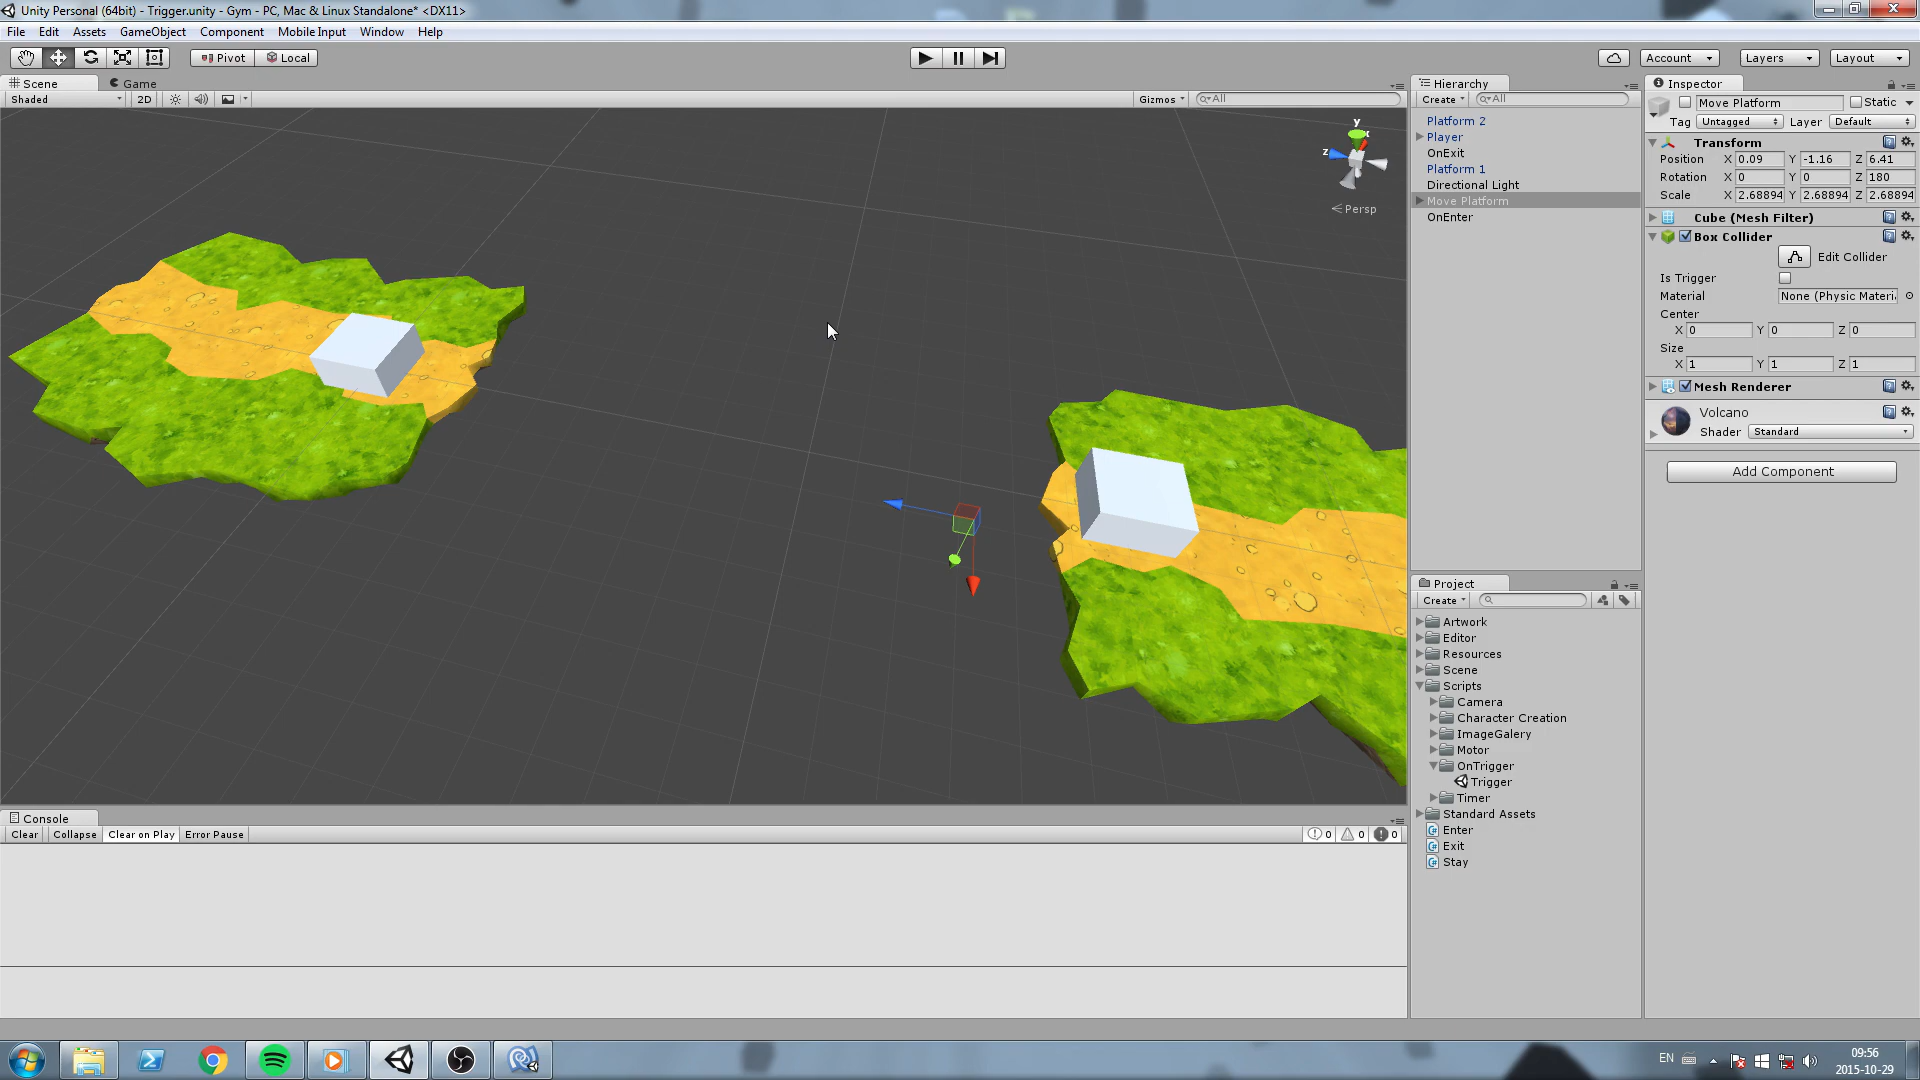 Unity Personal (64bit) - Trigger.unity - Gym - PC, Mac & Linux Standalone* <DX11>
File Edit Assets GameObject Component Mobile Input Window Help
Pivot Local Account Layers Layout
Scene Game
Shaded 2D Gizmos All
y
x
z
Persp
Hierarchy
Create All
Platform 2
Player
OnExit
Platform 1
Directional Light
Move Platform
OnEnter
Inspector
Move Platform Static
Tag Untagged Layer Default
Transform
Position X 0.09 Y -1.16 Z 6.41
Rotation X 0 Y 0 Z 180
Scale X 2.68894 Y 2.68894 Z 2.68894
Cube (Mesh Filter)
Box Collider
Edit Collider
Is Trigger
Material None (Physic Materi
Center
X 0 Y 0 Z 0
Size
X 1 Y 1 Z 1
Mesh Renderer
Volcano
Shader Standard
Add Component
Project
Create
Artwork
Editor
Resources
Scene
Scripts
Camera
Character Creation
ImageGalery
Motor
OnTrigger
Trigger
Timer
Standard Assets
Enter
Exit
Stay
Console
Clear Collapse Clear on Play Error Pause 0 0 0
EN 09:56
2015-10-29